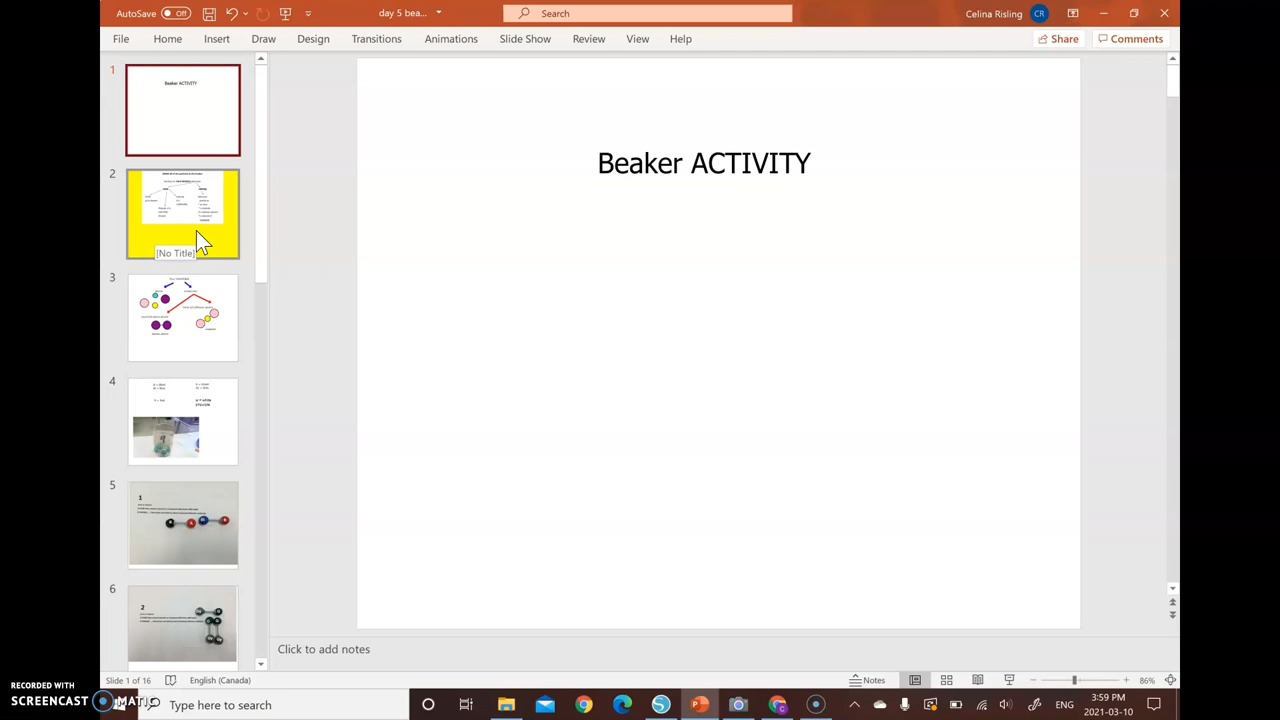 AutoSave Off
day 5 bea...
Search
Celina Risling CR
File Home Insert Draw Design Transitions Animations Slide Show Review View Help
Share Comments
1
Beaker ACTIVITY
2
[No Title]
3
4
5
1
6
2
Beaker ACTIVITY
Click to add notes
Slide 1 of 16 English (Canada)
Notes
86%
RECORDED WITH
SCREENCAST MATIC
Type here to search
ENG
3:59 PM
2021-03-10